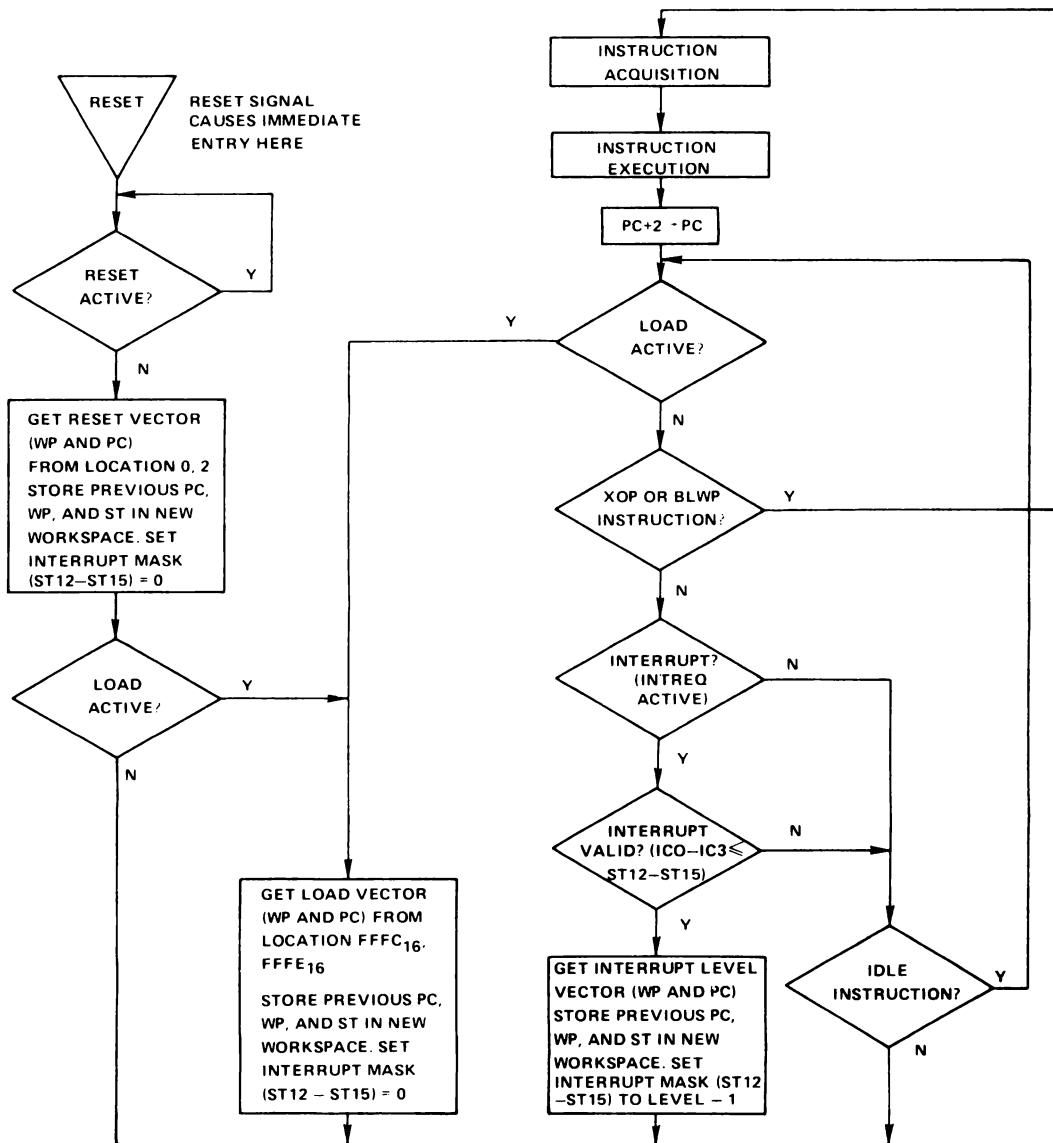 RESET
RESET SIGNAL
CAUSES IMMEDIATE
ENTRY HERE
RESET
ACTIVE?
Y
N
GET RESET VECTOR
(WP AND PC)
FROM LOCATION 0, 2
STORE PREVIOUS PC,
WP, AND ST IN NEW
WORKSPACE. SET
INTERRUPT MASK
(ST12–ST15) = 0
LOAD
ACTIVE?
Y
N
GET LOAD VECTOR
(WP AND PC) FROM
LOCATION FFFC16,
FFFE16
STORE PREVIOUS PC,
WP, AND ST IN NEW
WORKSPACE. SET
INTERRUPT MASK
(ST12 – ST15) = 0
INSTRUCTION
ACQUISITION
INSTRUCTION
EXECUTION
PC+2 → PC
LOAD
ACTIVE?
Y
N
XOP OR BLWP
INSTRUCTION?
Y
N
INTERRUPT?
(INTREQ
ACTIVE)
N
Y
INTERRUPT
VALID? (IC0–IC3 ≤
ST12–ST15)
N
Y
GET INTERRUPT LEVEL
VECTOR (WP AND PC)
STORE PREVIOUS PC,
WP, AND ST IN NEW
WORKSPACE. SET
INTERRUPT MASK (ST12
–ST15) TO LEVEL – 1
IDLE
INSTRUCTION?
Y
N